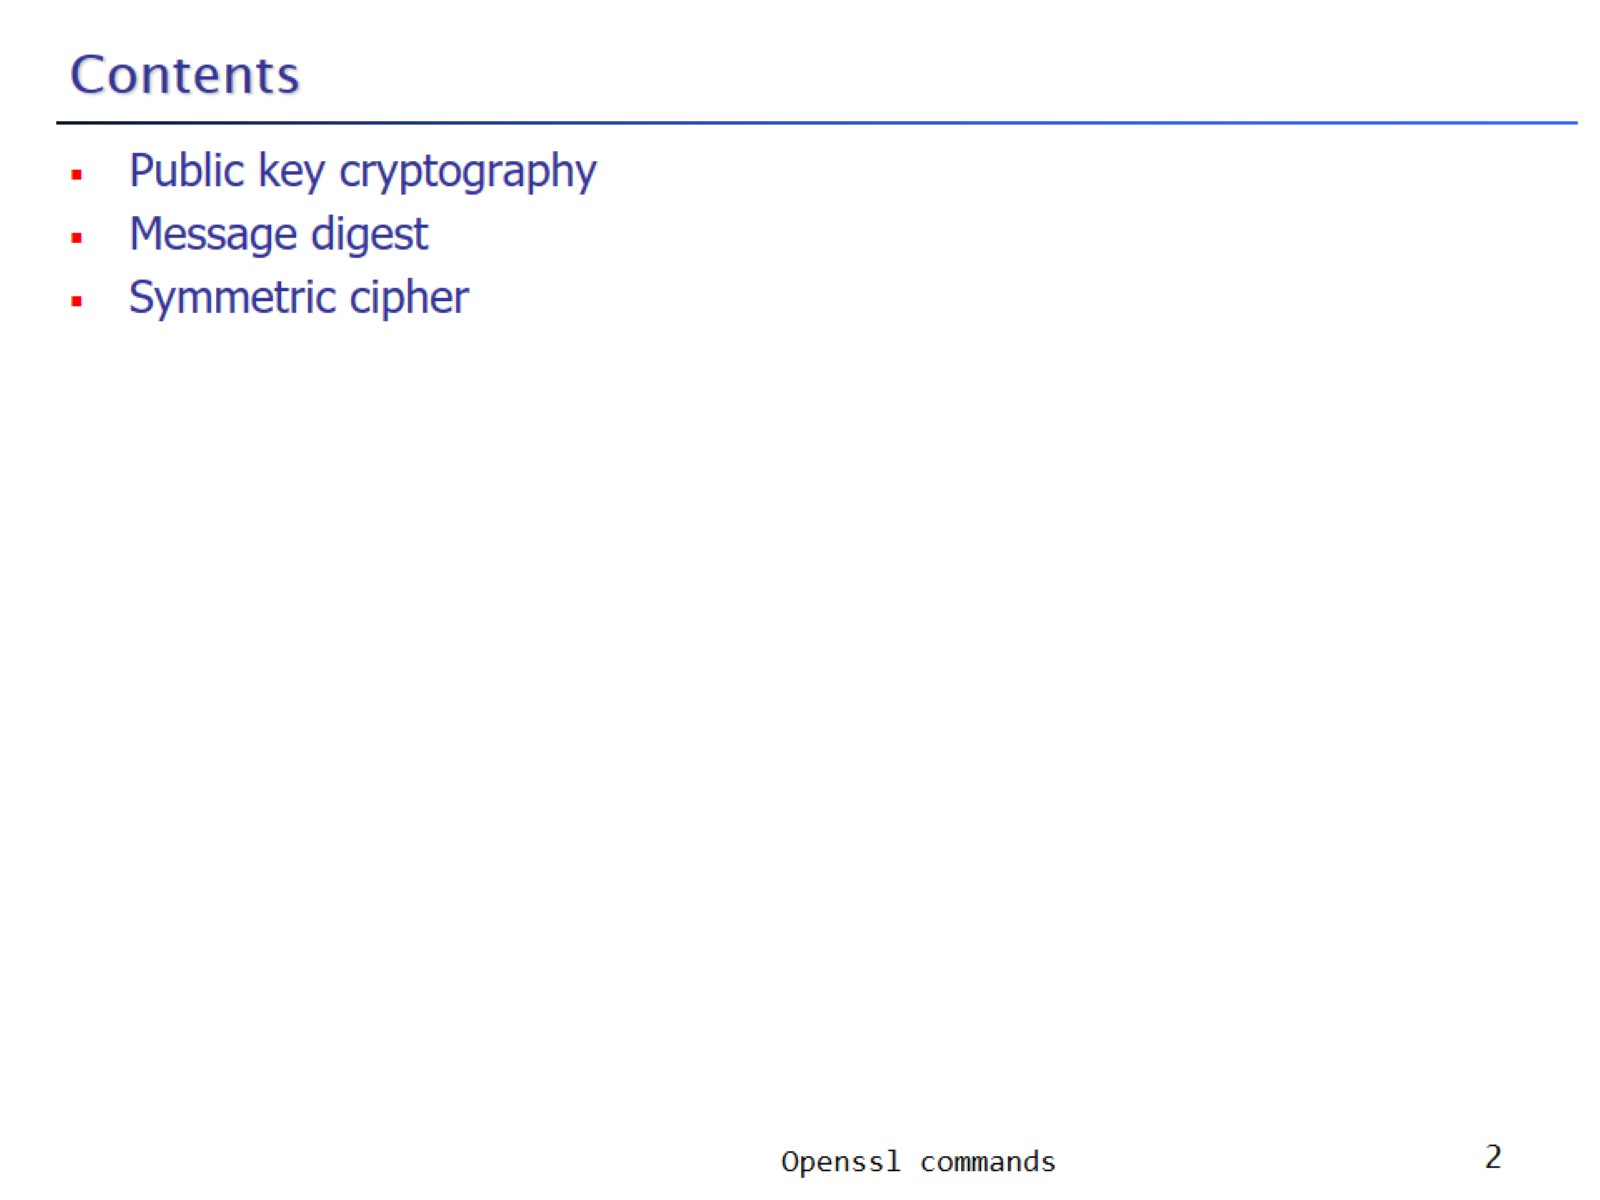 Contents
Public key cryptography
Message digest
Symmetric cipher
Openssl commands
2